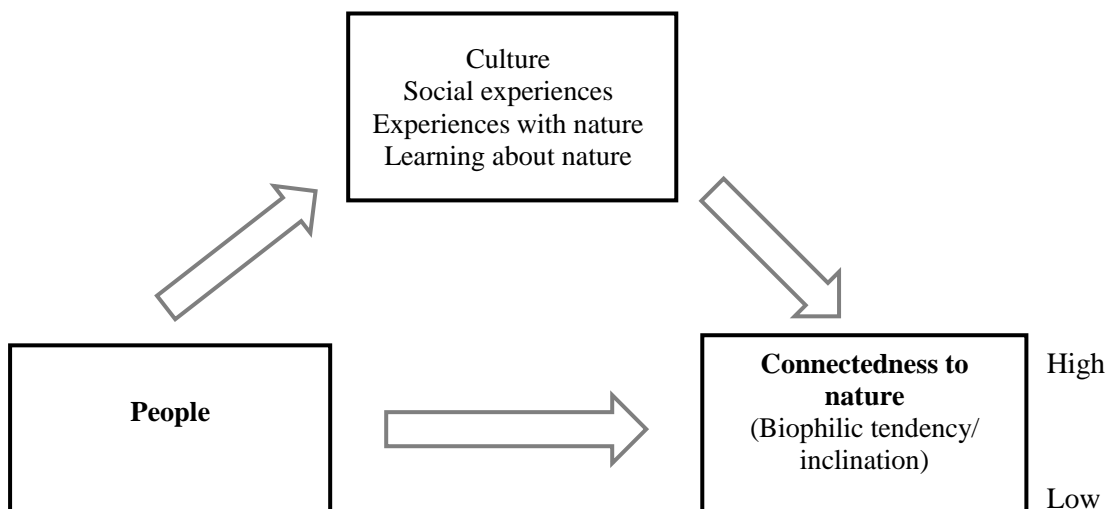 Culture
Social experiences
Experiences with nature
Learning about nature
People
Connectedness to
nature
(Biophilic tendency/
inclination)
High
Low